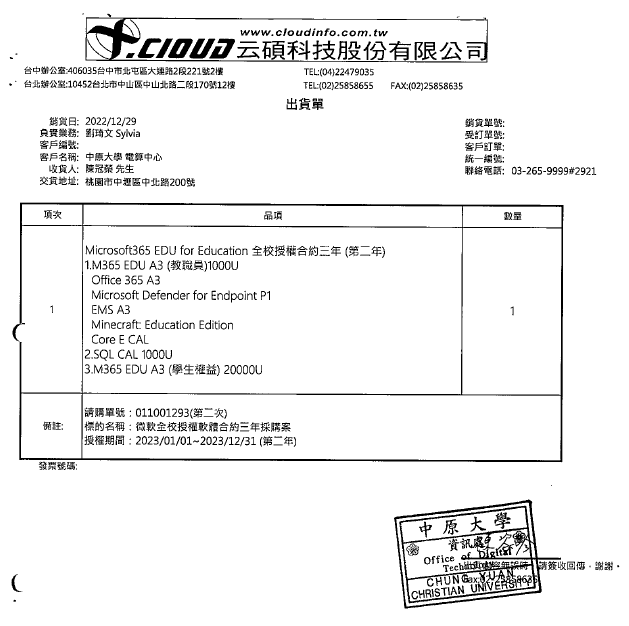 www.cloudinfo.com.tw
CLOUD 云碩科技股份有限公司
台中辦公室:406035台中市北屯區大連路2段221號2樓 TEL:(04)22479035
台北辦公室:10452台北市中山區中山北路二段170號12樓 TEL:(02)25858655 FAX:(02)25858635
出貨單
銷貨日: 2022/12/29 銷貨單號:
負責業務: 劉琦文 Sylvia 受訂單號:
客戶編號: 客戶訂單:
客戶名稱: 中原大學 電算中心 統一編號:
收貨人: 陳冠榮 先生 聯絡電話: 03-265-9999#2921
交貨地址: 桃園市中壢區中北路200號
項次 品項 數量
Microsoft365 EDU for Education 全校授權合約三年 (第二年)
1.M365 EDU A3 (教職員)1000U
Office 365 A3
Microsoft Defender for Endpoint P1
1 EMS A3 1
Minecraft: Education Edition
Core E CAL
2.SQL CAL 1000U
3.M365 EDU A3 (學生權益) 20000U
請購單號：011001293(第二次)
備註: 標的名稱：微軟全校授權軟體合約三年採購案
授權期間：2023/01/01~2023/12/31 (第二年)
發票號碼:
中原大學
資訊處
Office of Digital
CHUNG YUAN
CHRISTIAN UNIVERSITY
請簽收回傳，謝謝。
Fax:02-25858635